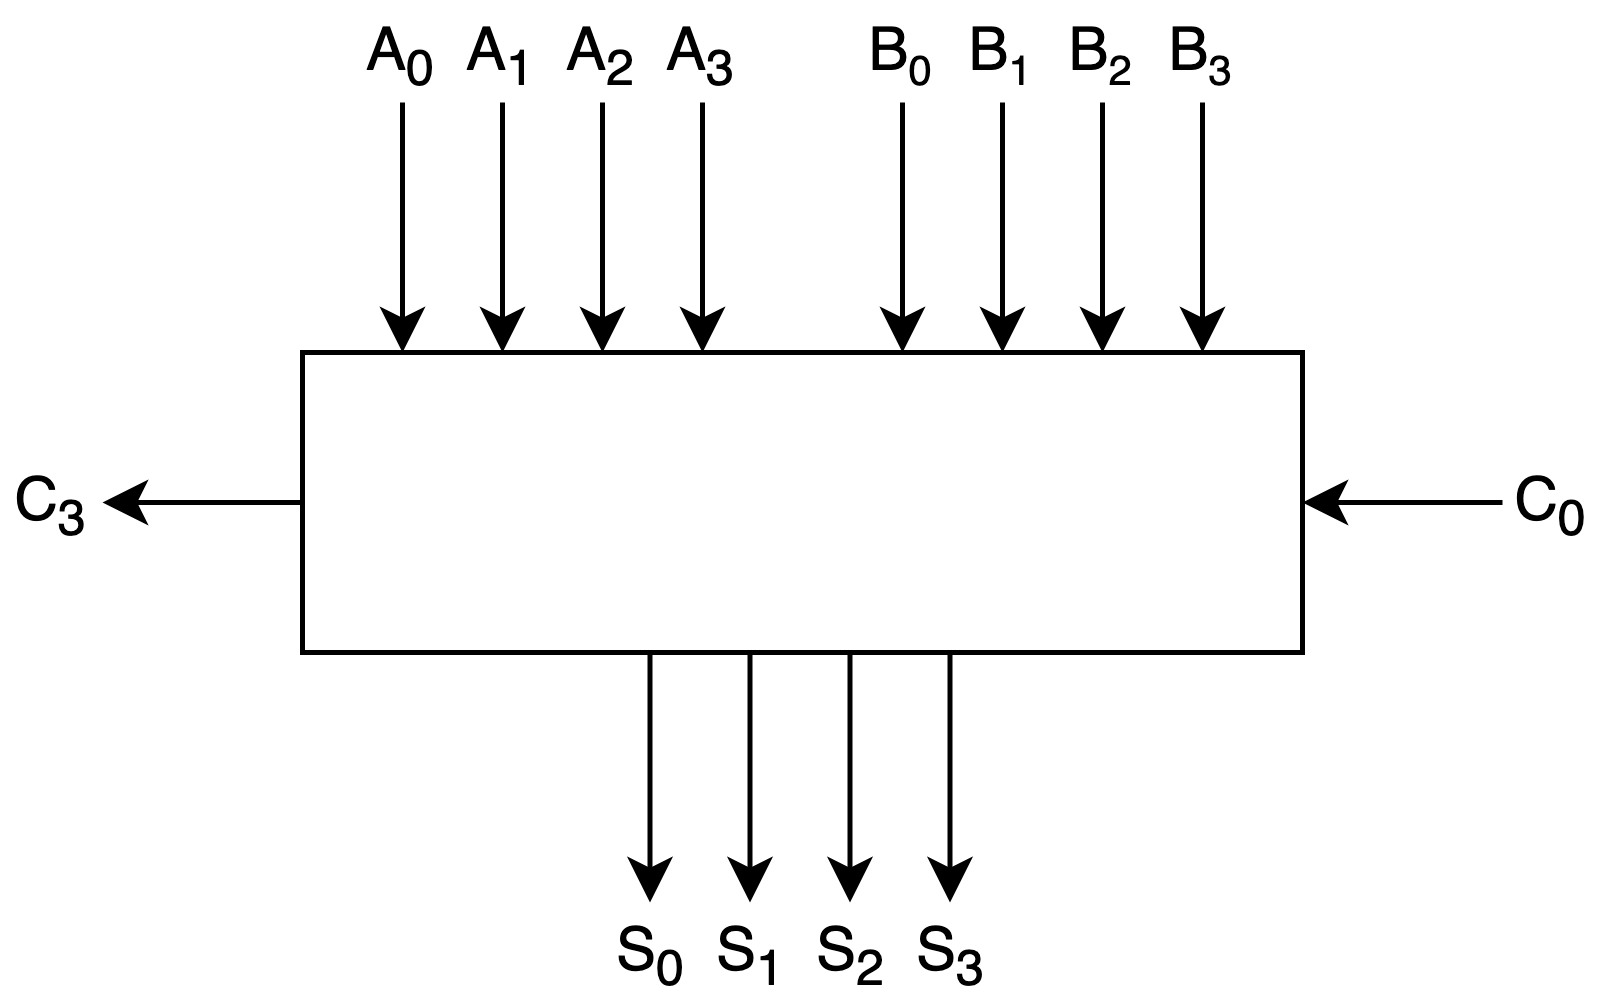 A₀ A₁ A₂ A₃ B₀ B₁ B₂ B₃
C₃ C₀
S₀ S₁ S₂ S₃